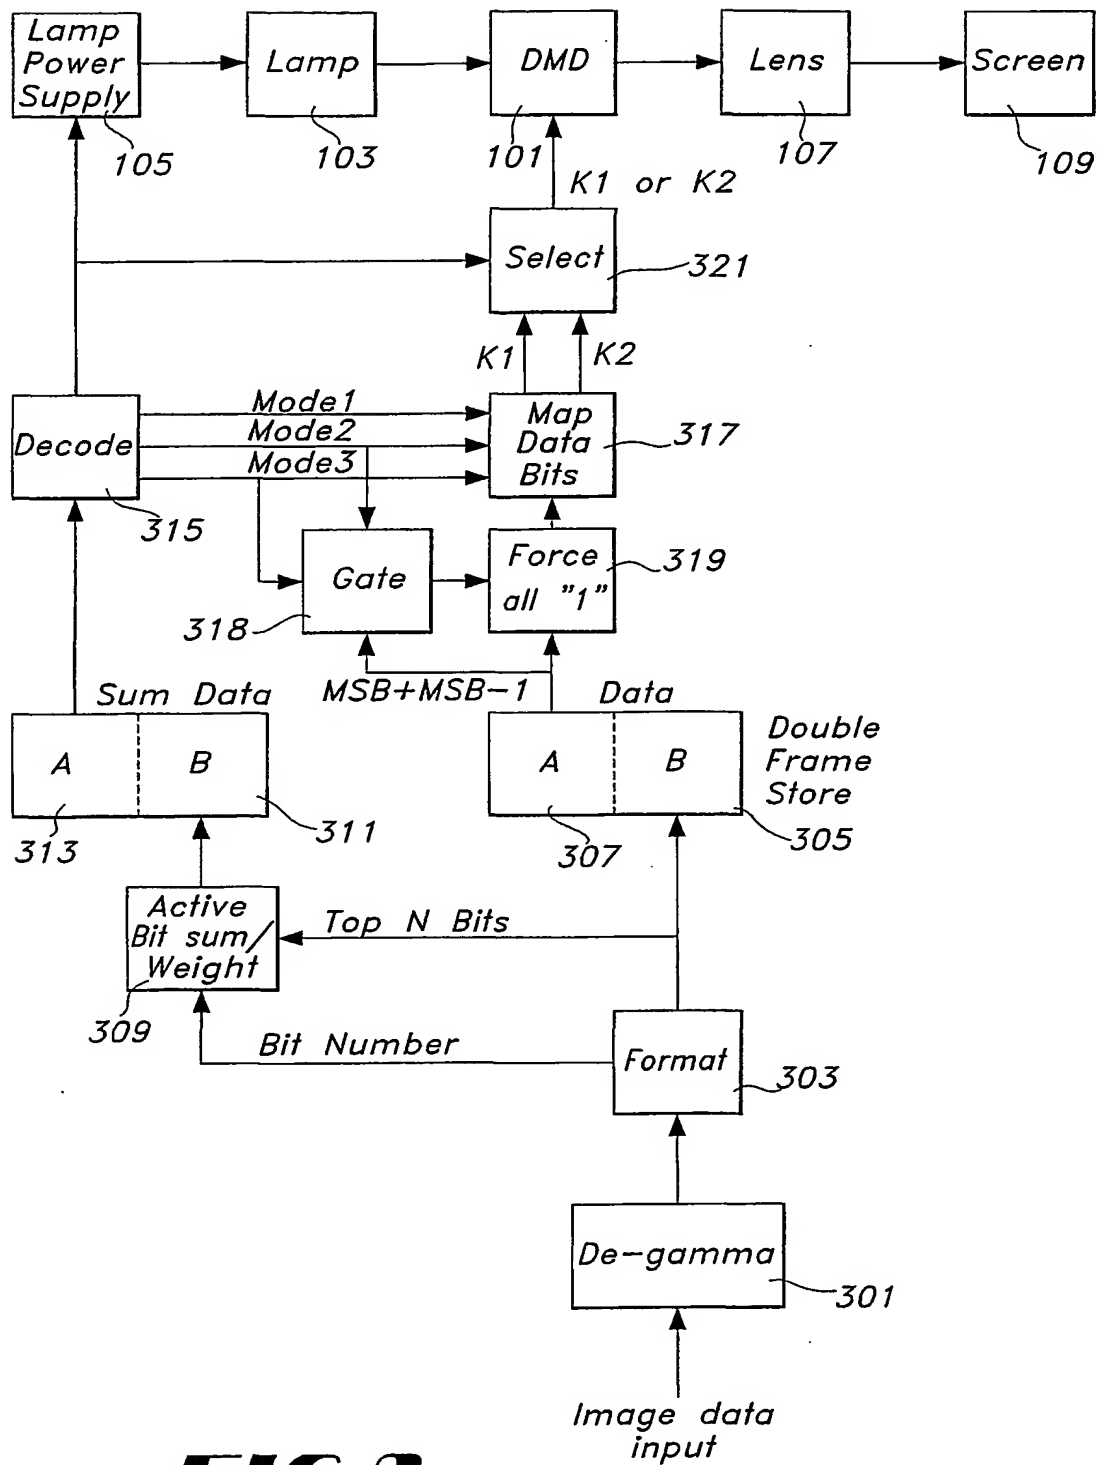 Lamp
Power
Supply
Lamp
DMD
Lens
Screen
105
103
101
107
109
K1 or K2
Select
321
K1
K2
Mode1
Mode2
Mode3
Decode
Map
Data
Bits
317
315
Gate
Force
all "1"
319
318
MSB+MSB-1
Sum Data
Data
A
B
A
B
Double
Frame
Store
313
311
307
305
Active
Bit sum/
Weight
Top N Bits
309
Bit Number
Format
303
De-gamma
301
Image data
input